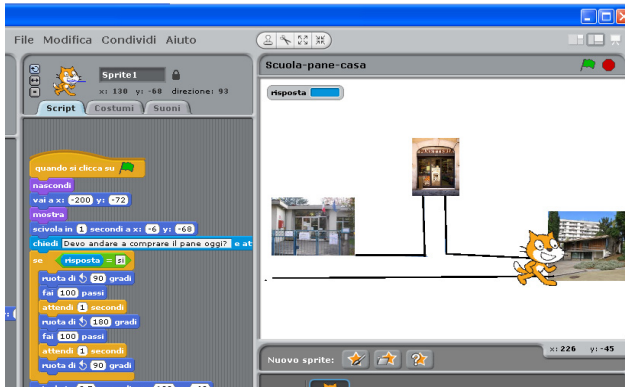 File Modifica Condividi Aiuto
Sprite1
x: 130 y: -68 direzione: 93
Script Costumi Suoni
quando si clicca su
nascondi
vai a x: -200 y: -72
mostra
scivola in 1 secondi a x: -6 y: -68
chiedi Devo andare a comprare il pane oggi? e at
se risposta = si
ruota di 90 gradi
fai 100 passi
attendi 1 secondi
ruota di 180 gradi
fai 100 passi
attendi 1 secondi
ruota di 90 gradi
Scuola-pane-casa
risposta
PANETTERIA
x: 226 y: -45
Nuovo sprite: